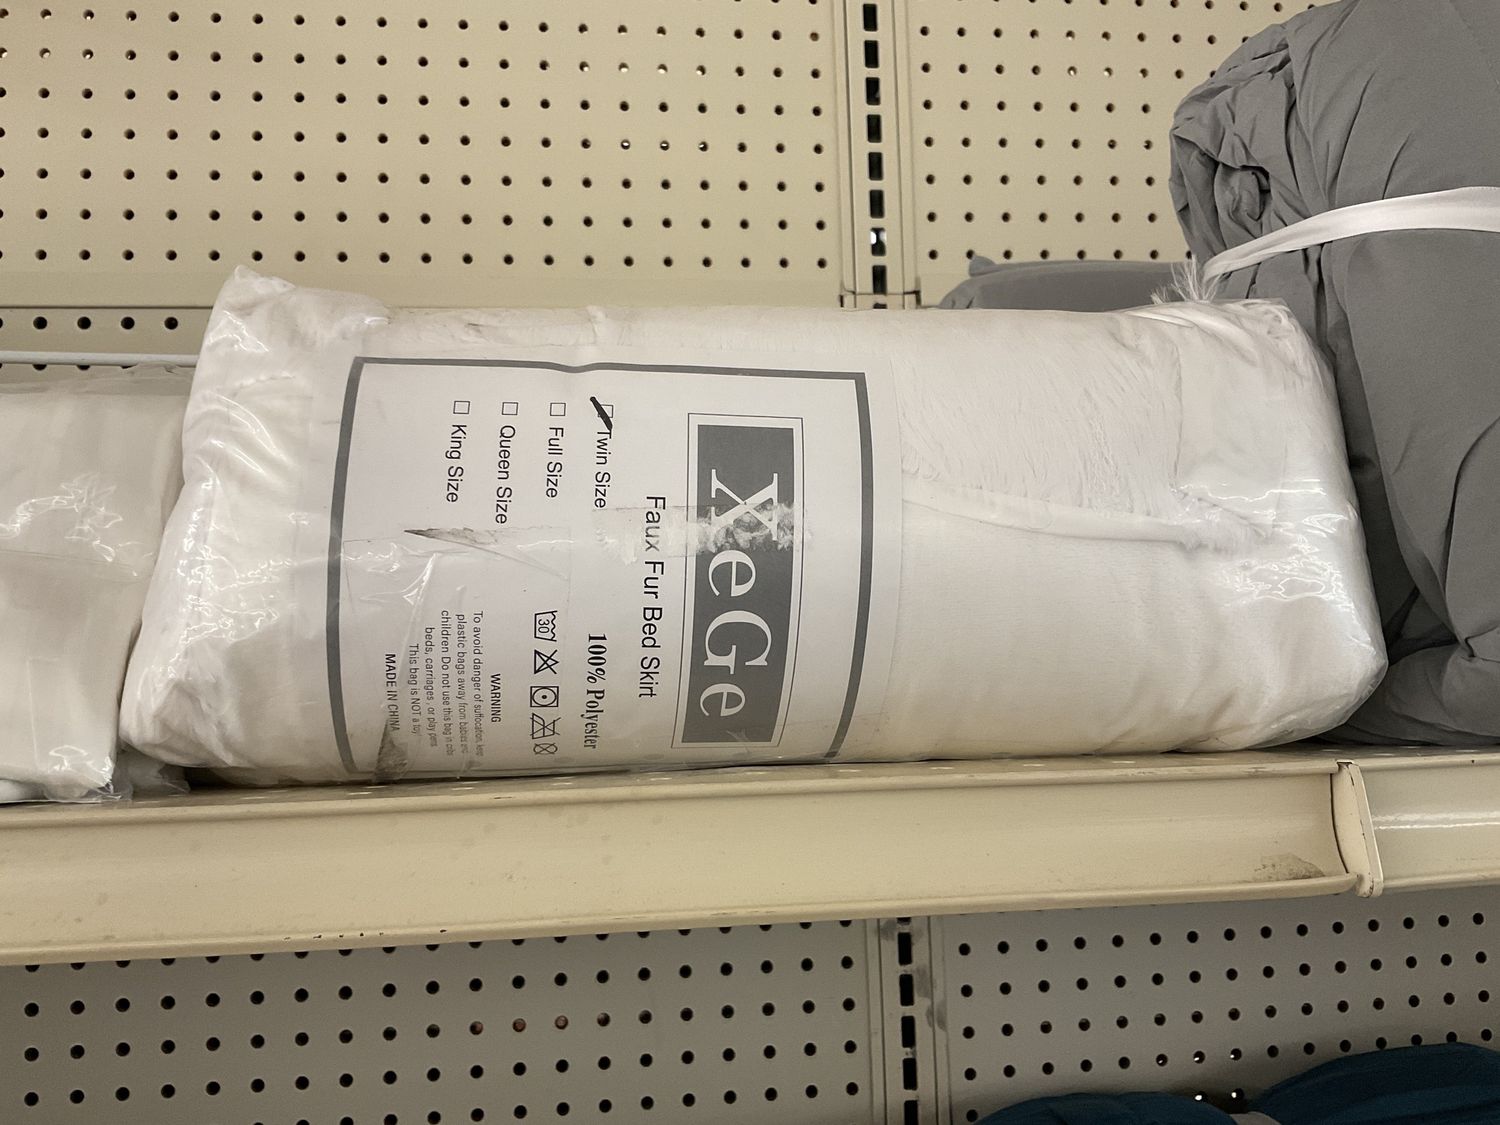 XeGe
Faux Fur Bed Skirt
Twin Size
Full Size
Queen Size
King Size
100% Polyester
30
WARNING
To avoid danger of suffocation, keep
plastic bags away from babies and
children Do not use this bag in cribs
beds, carriages, or play pens
This bag is NOT a toy
MADE IN CHINA